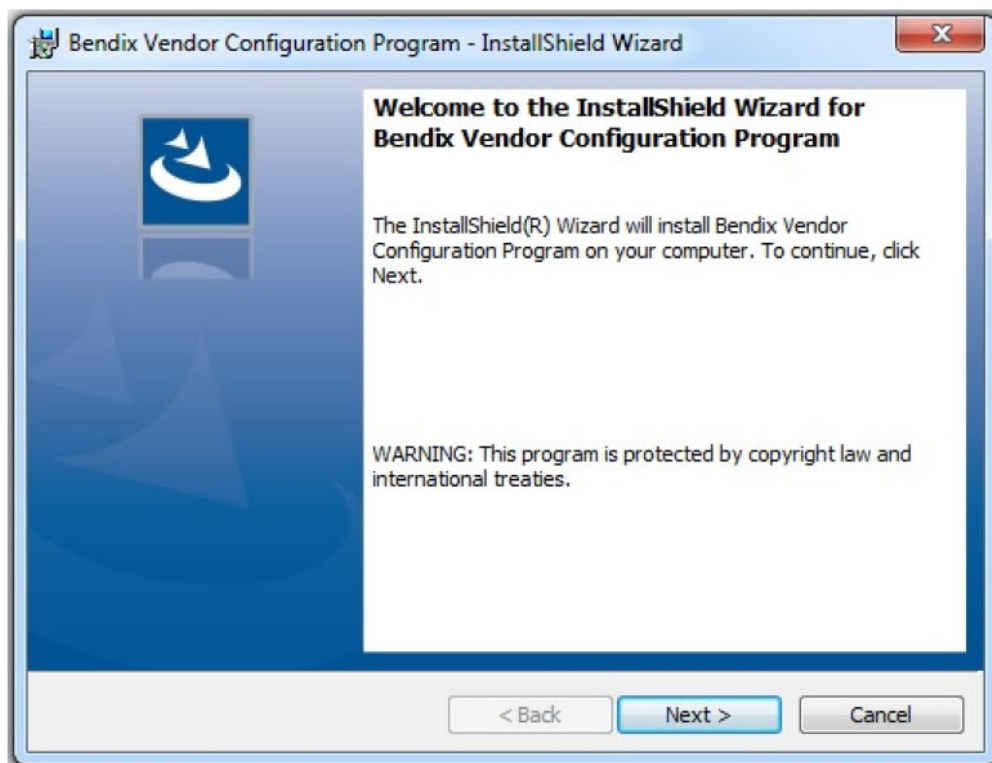 Bendix Vendor Configuration Program - InstallShield Wizard
Welcome to the InstallShield Wizard for
Bendix Vendor Configuration Program
The InstallShield(R) Wizard will install Bendix Vendor
Configuration Program on your computer. To continue, click
Next.
WARNING: This program is protected by copyright law and
international treaties.
< Back
Next >
Cancel